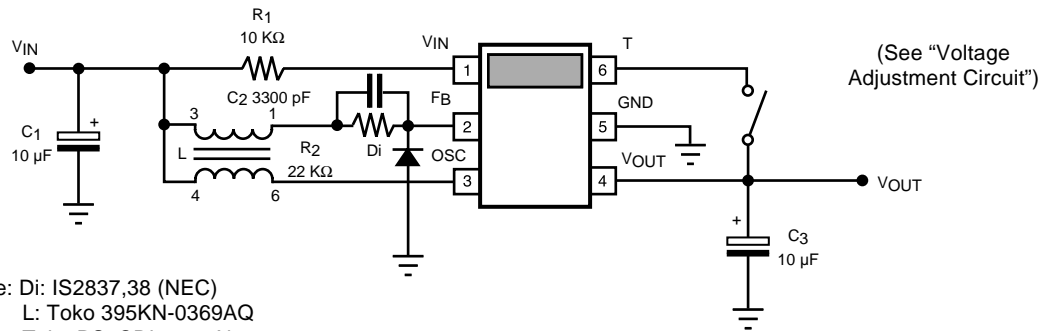 R1
10 KΩ
VIN
VIN
T
(See “Voltage
Adjustment Circuit”)
1
6
C2 3300 pF
FB
GND
C1
+
10 µF
3
1
2
5
L
R2
22 KΩ
Di
OSC
VOUT
4
6
3
4
VOUT
+
C3
10 µF
e: Di: IS2837,38 (NEC)
L: Toko 395KN-0369AQ